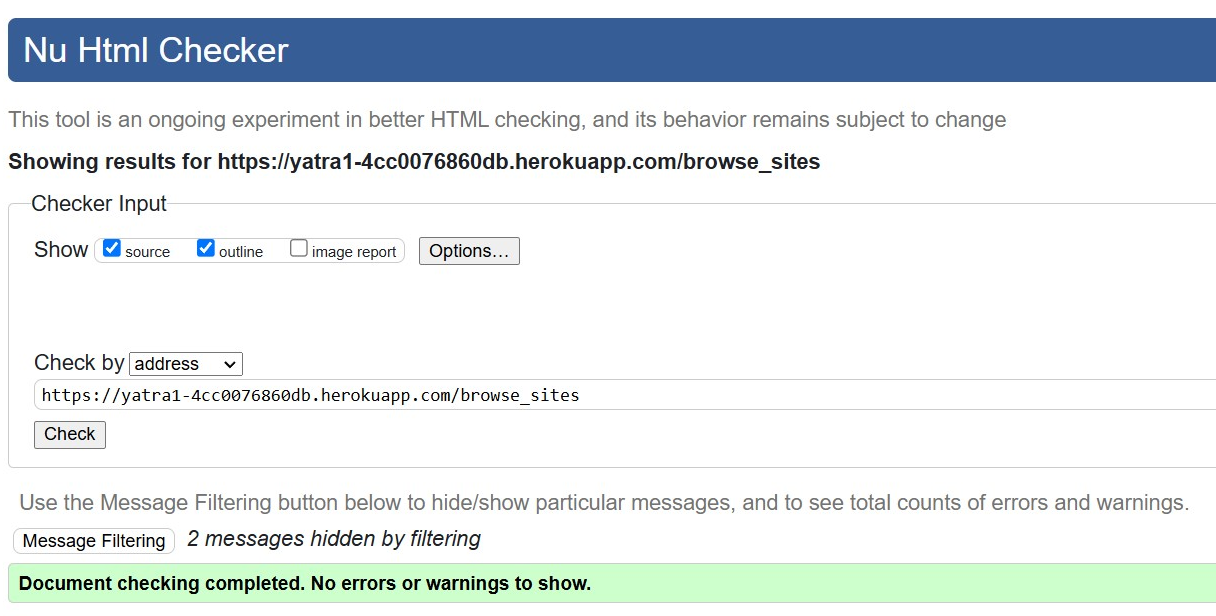 Nu Html Checker
This tool is an ongoing experiment in better HTML checking, and its behavior remains subject to change
Showing results for https://yatra1-4cc0076860db.herokuapp.com/browse_sites
Checker Input
Show source outline image report Options...
Check by address
https://yatra1-4cc0076860db.herokuapp.com/browse_sites
Check
Use the Message Filtering button below to hide/show particular messages, and to see total counts of errors and warnings.
Message Filtering 2 messages hidden by filtering
Document checking completed. No errors or warnings to show.